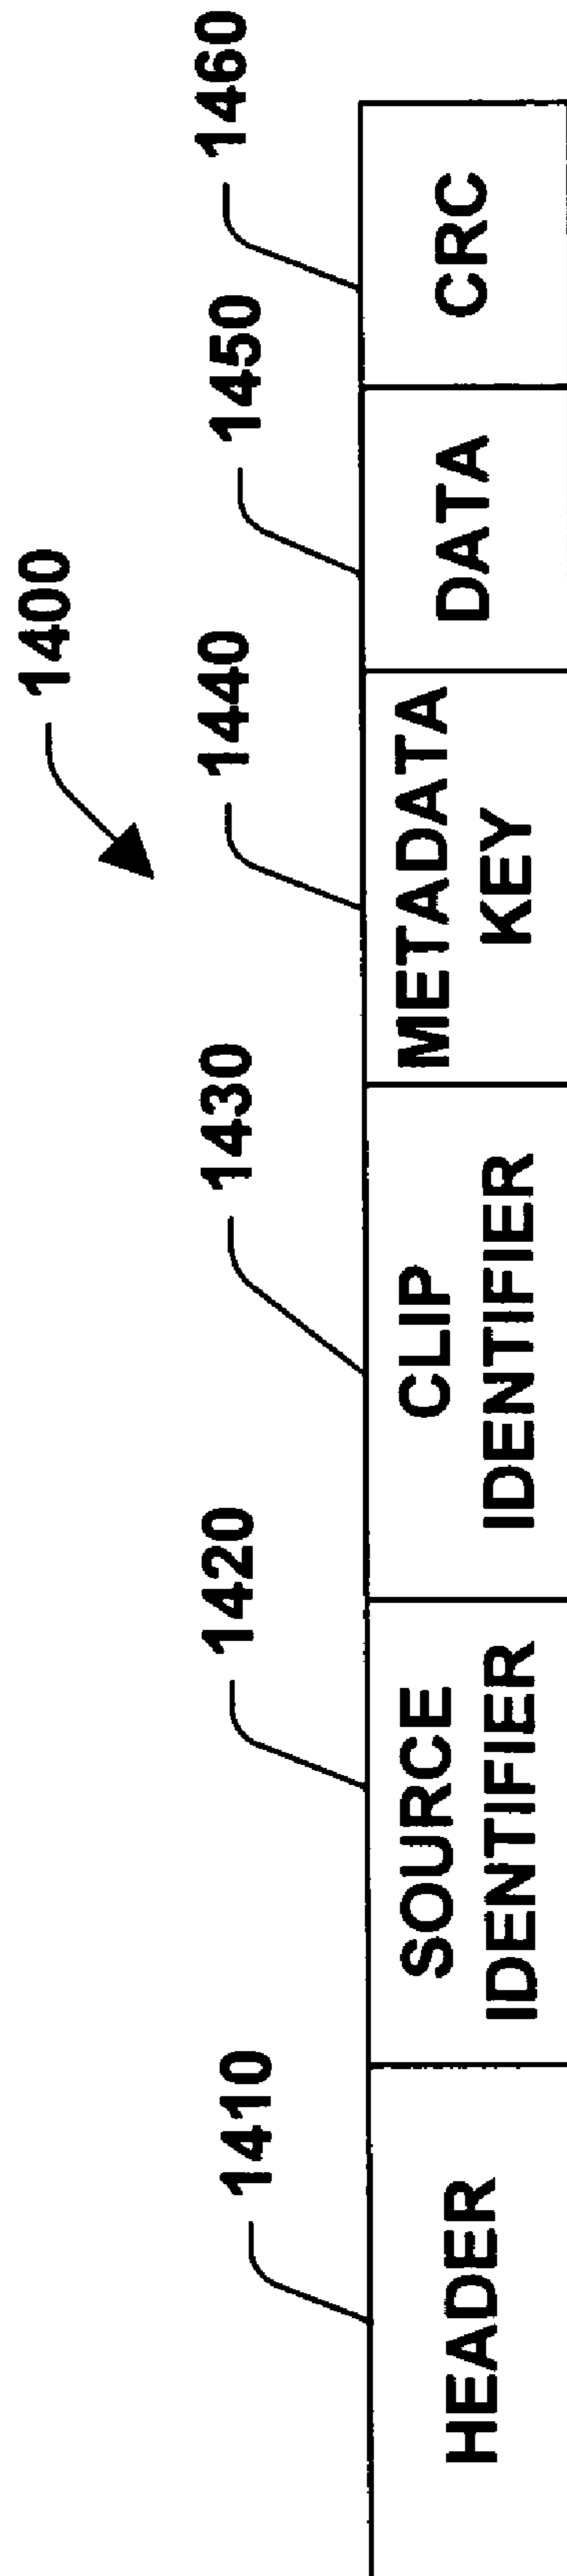 1400
1410
1420
1430
1440
1450
1460
HEADER
SOURCE
IDENTIFIER
CLIP
IDENTIFIER
METADATA
KEY
DATA
CRC